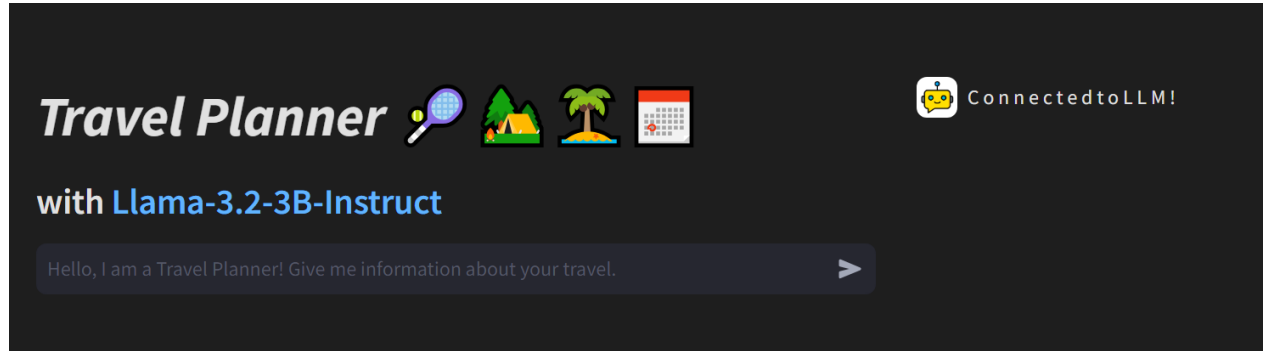 Travel Planner
ConnectedtoLLM!
with Llama-3.2-3B-Instruct
Hello, I am a Travel Planner! Give me information about your travel.